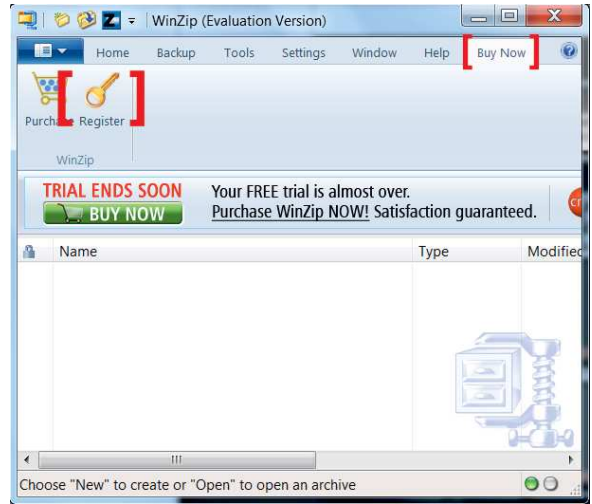 WinZip (Evaluation Version)
Home Backup Tools Settings Window Help Buy Now
Purchase Register
WinZip
TRIAL ENDS SOON
BUY NOW
Your FREE trial is almost over.
Purchase WinZip NOW! Satisfaction guaranteed.
Name Type Modified
Choose "New" to create or "Open" to open an archive